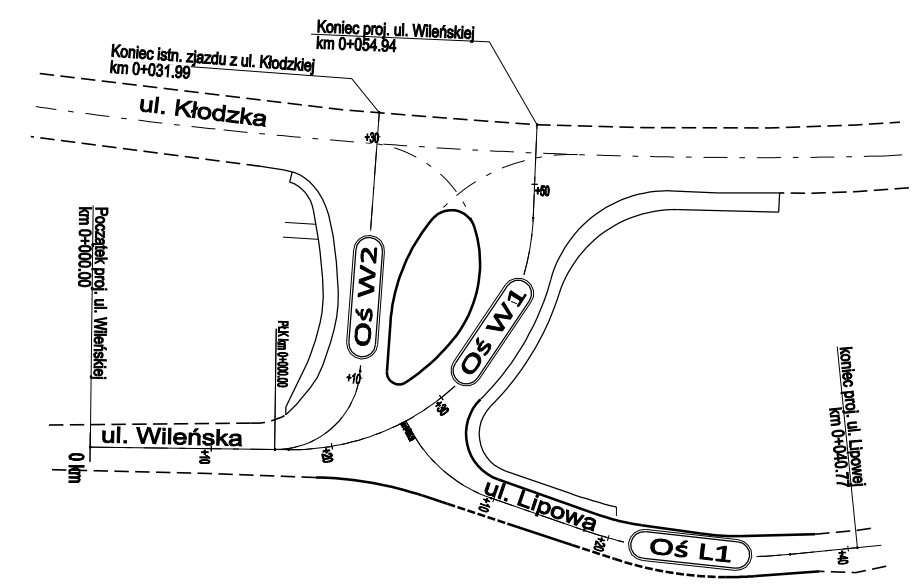 Koniec proj. ul. Wileńskiej
km 0+054.94
Koniec istn. zjazdu z ul. Kłodzkiej
km 0+031.99
ul. Kłodzka
+30
+50
Początek proj. ul. Wileńskiej
km 0+000.00
Oś W2
Oś W1
PŁK km 0+000.00
+10
+30
koniec proj. ul. Lipowej
km 0+040.77
ul. Wileńska
0 km
+10
+20
ul. Lipowa
+10
+20
Oś L1
+40